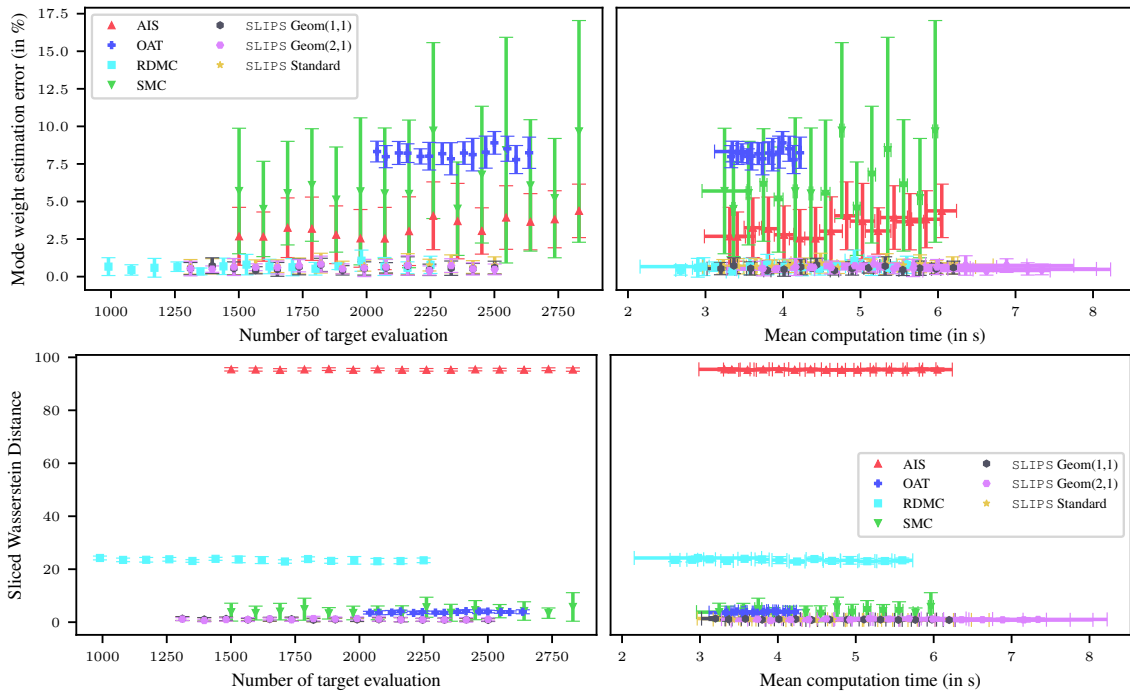 Mode weight estimation error (in %)
17.5
15.0
12.5
10.0
7.5
5.0
2.5
0.0
AIS
OAT
RDMC
SMC
SLIPS Geom(1,1)
SLIPS Geom(2,1)
SLIPS Standard
1000 1250 1500 1750 2000 2250 2500 2750
Number of target evaluation
2 3 4 5 6 7 8
Mean computation time (in s)
Sliced Wasserstein Distance
100
80
60
40
20
0
1000 1250 1500 1750 2000 2250 2500 2750
Number of target evaluation
AIS
OAT
RDMC
SMC
SLIPS Geom(1,1)
SLIPS Geom(2,1)
SLIPS Standard
2 3 4 5 6 7 8
Mean computation time (in s)